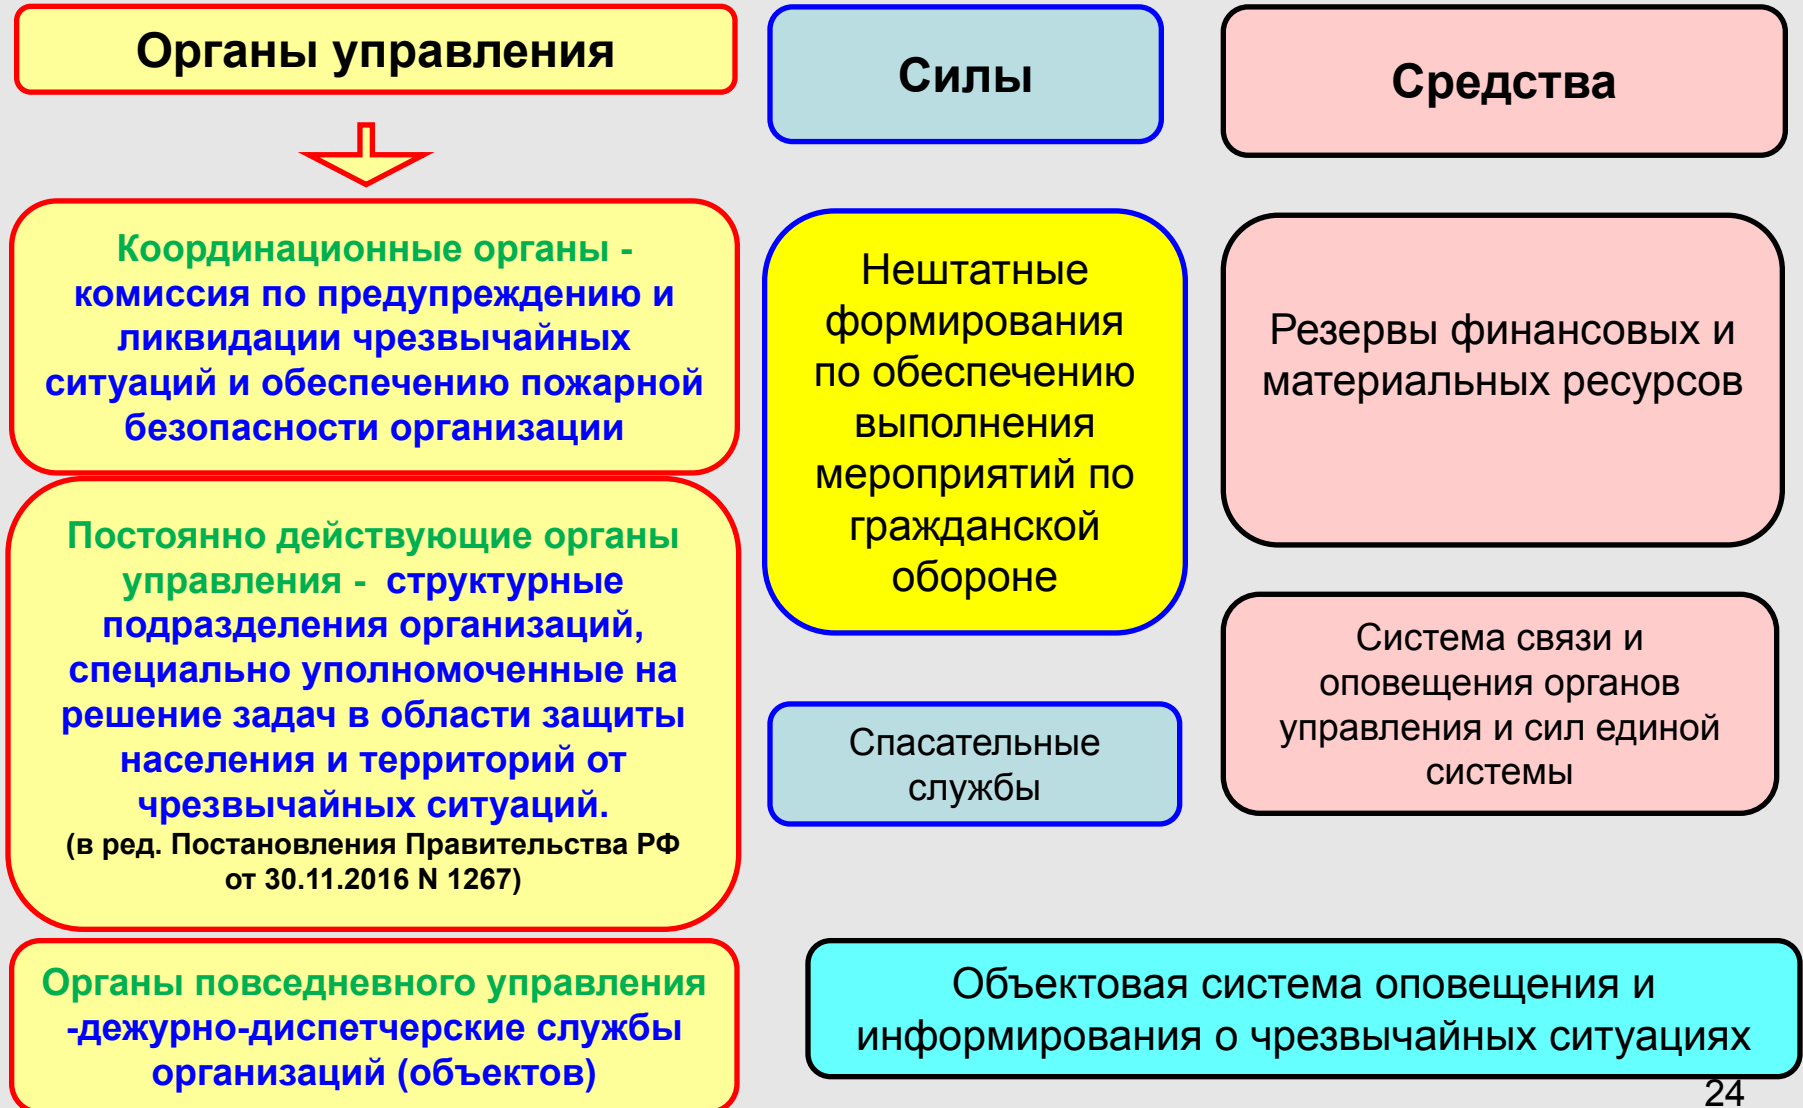 Органы управления
Координационные органы -
комиссия по предупреждению и
ликвидации чрезвычайных
ситуаций и обеспечению пожарной
безопасности организации
Постоянно действующие органы
управления - структурные
подразделения организаций,
специально уполномоченные на
решение задач в области защиты
населения и территорий от
чрезвычайных ситуаций.
(в ред. Постановления Правительства РФ
от 30.11.2016 N 1267)
Органы повседневного управления
-дежурно-диспетчерские службы
организаций (объектов)
Силы
Нештатные
формирования
по обеспечению
выполнения
мероприятий по
гражданской
обороне
Спасательные
службы
Средства
Резервы финансовых и
материальных ресурсов
Система связи и
оповещения органов
управления и сил единой
системы
Объектовая система оповещения и
информирования о чрезвычайных ситуациях
24